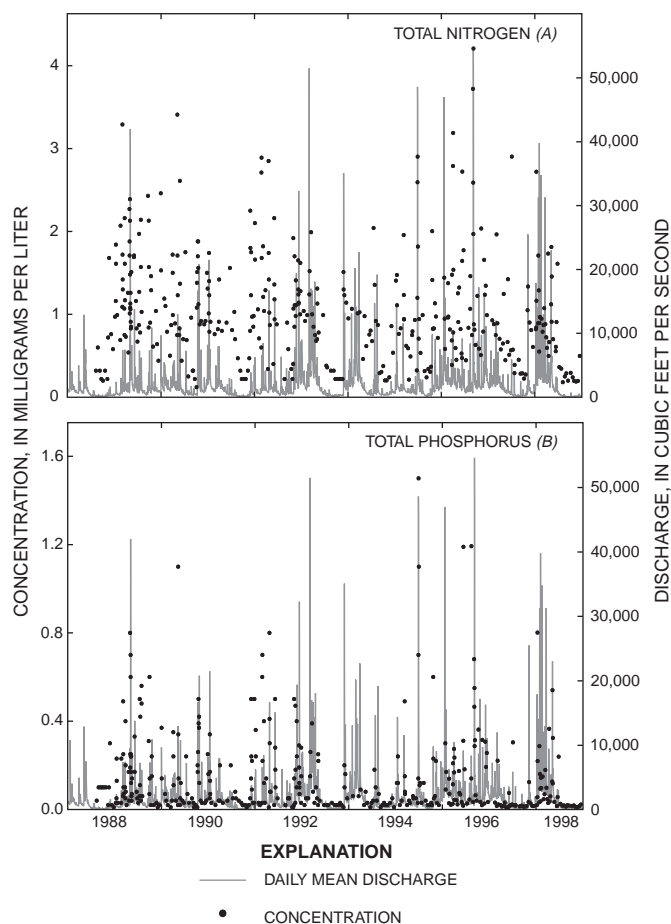 TOTAL NITROGEN (A)
4
3
2
1
0
50,000
40,000
30,000
20,000
10,000
0
TOTAL PHOSPHORUS (B)
1.6
1.2
0.8
0.4
0.0
50,000
40,000
30,000
20,000
10,000
0
CONCENTRATION, IN MILLIGRAMS PER LITER
DISCHARGE, IN CUBIC FEET PER SECOND
1988 1990 1992 1994 1996 1998
EXPLANATION
DAILY MEAN DISCHARGE
CONCENTRATION